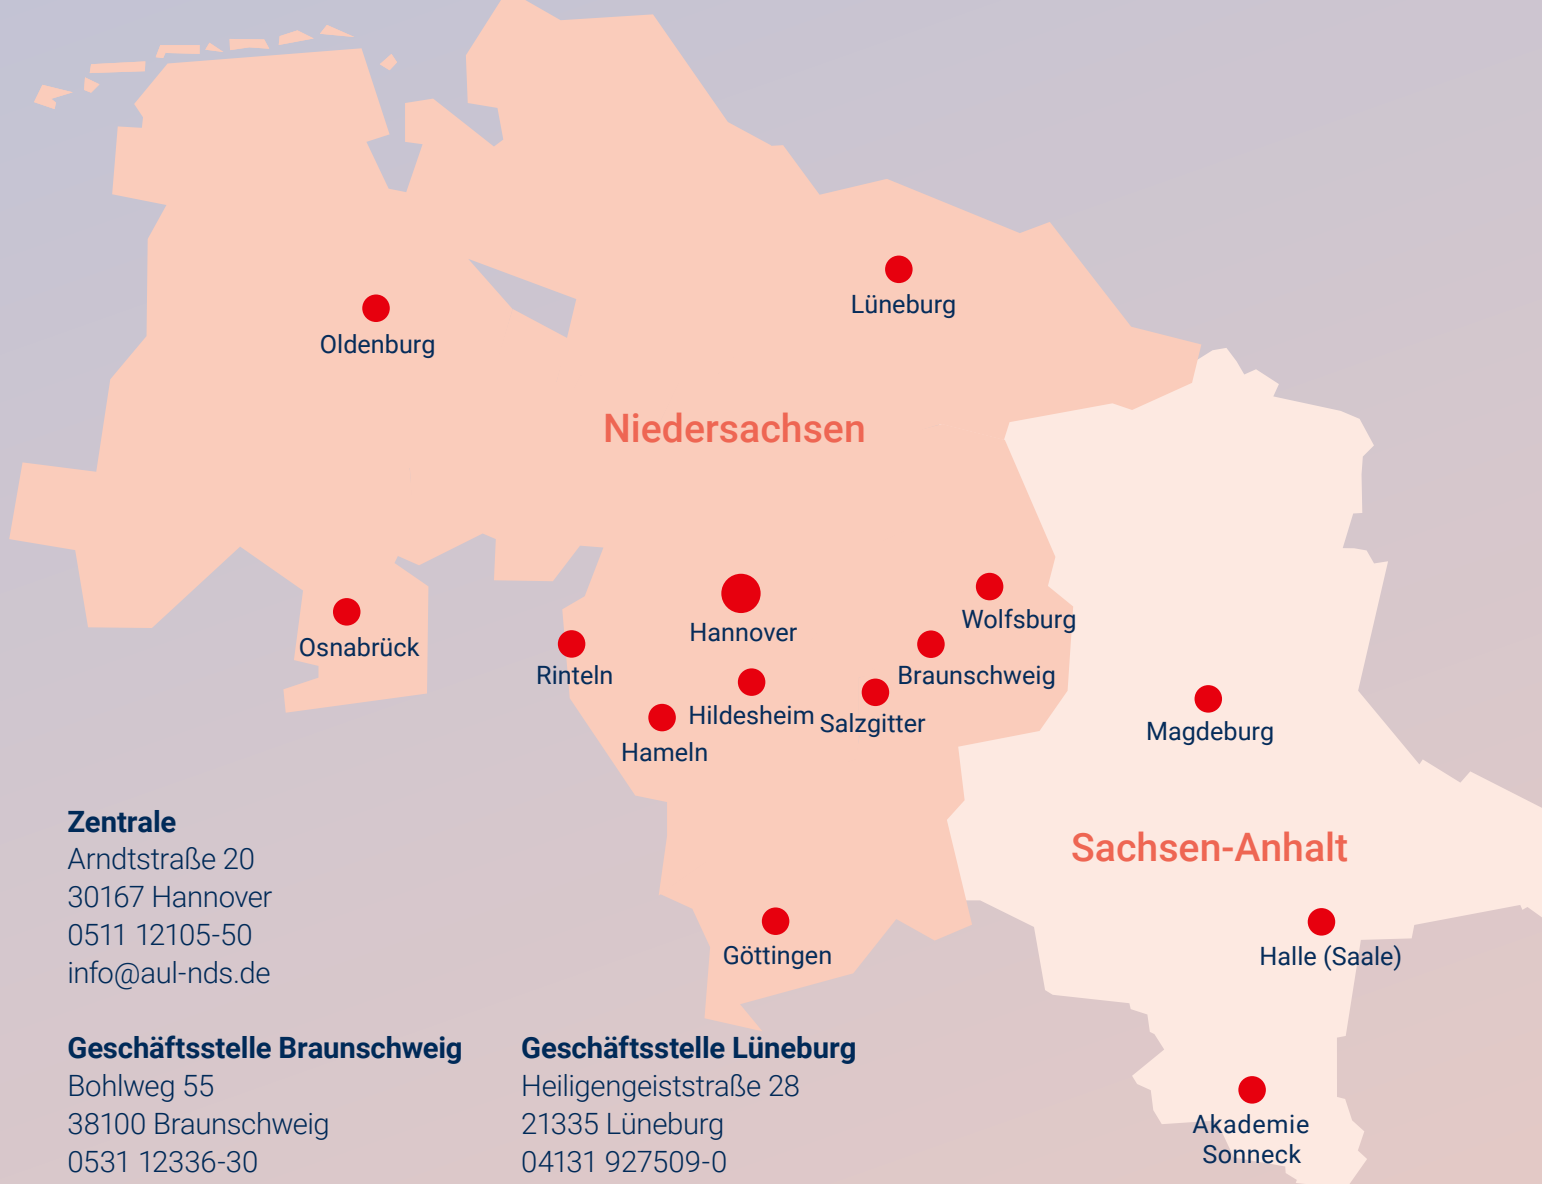 Lüneburg
Oldenburg
Niedersachsen
Wolfsburg
Hannover
Osnabrück
Rinteln
Braunschweig
Hildesheim
Salzgitter
Magdeburg
Hameln
Sachsen-Anhalt
Göttingen
Halle (Saale)
Akademie
Sonneck
Zentrale
Arndtstraße 20
30167 Hannover
0511 12105-50
info@aul-nds.de
Geschäftsstelle Braunschweig
Bohlweg 55
38100 Braunschweig
0531 12336-30
Geschäftsstelle Lüneburg
Heiligengeiststraße 28
21335 Lüneburg
04131 927509-0